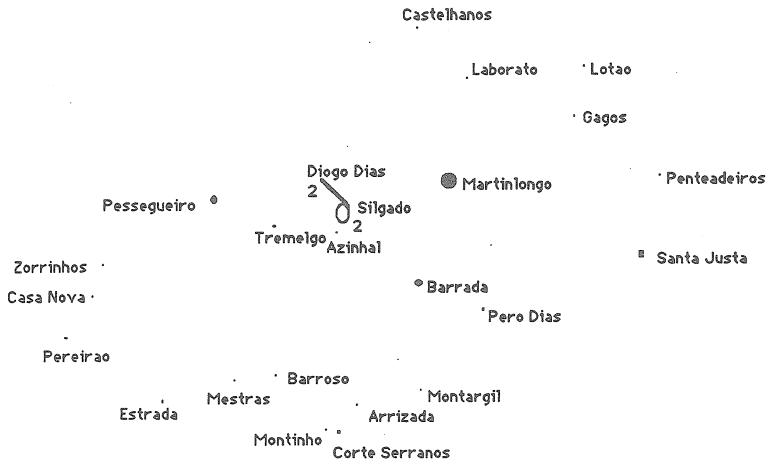 Castelhanos
Laborato
Lotao
Gagos
Diogo Dias
2
Martinlongo
Penteadeiros
Pessegueiro
Silgado
2
Tremelgo
Azinhal
Zorrinhos
Santa Justa
Casa Nova
Barrada
Pero Dias
Pereirao
Barroso
Mestras
Montargil
Estrada
Arrizada
Montinho
Corte Serranos